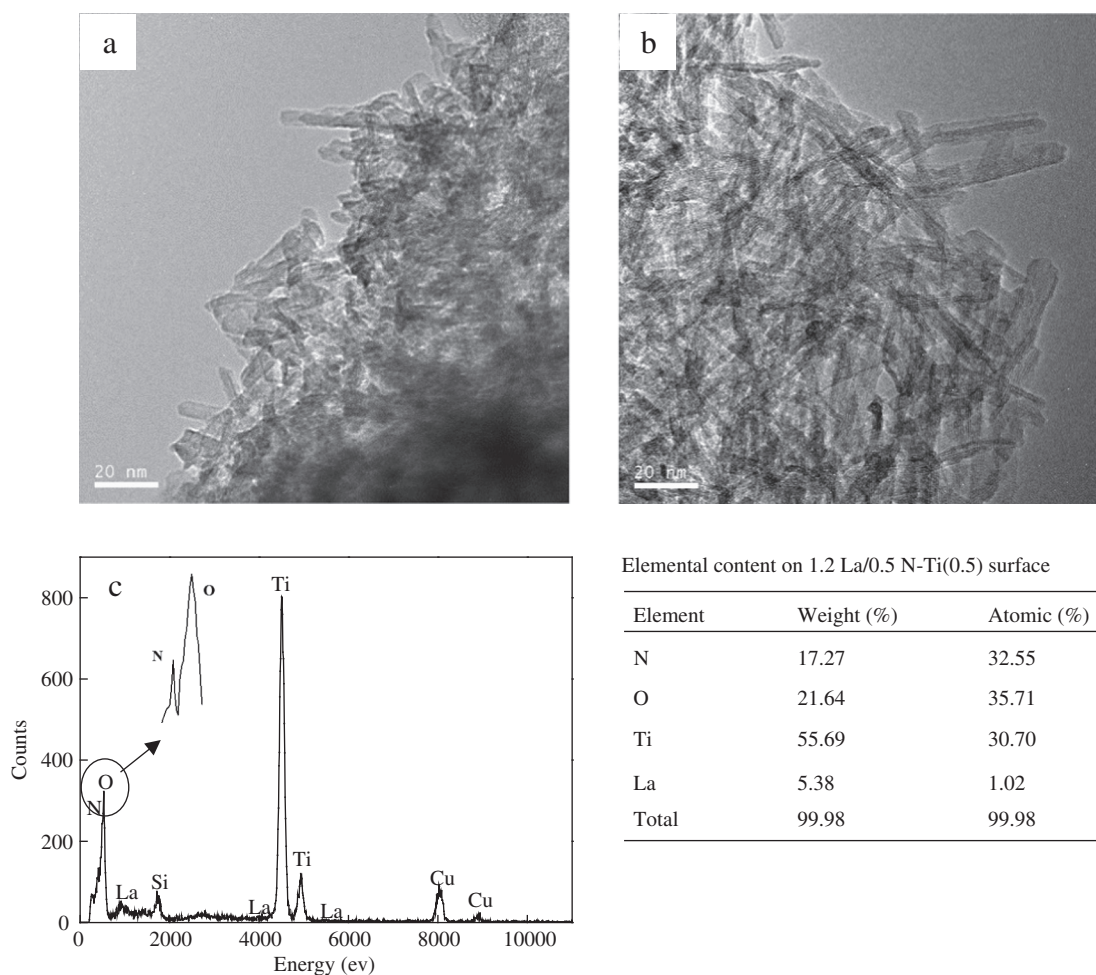 a
b
20 nm
20 nm
c
O
N
Ti
800
600
400
200
0
Counts
O
N
La
Si
La
Ti
La
Cu
Cu
0 2000 4000 6000 8000 10000
Energy (ev)
Elemental content on 1.2 La/0.5 N-Ti(0.5) surface
Element Weight (%) Atomic (%)
N 17.27 32.55
O 21.64 35.71
Ti 55.69 30.70
La 5.38 1.02
Total 99.98 99.98